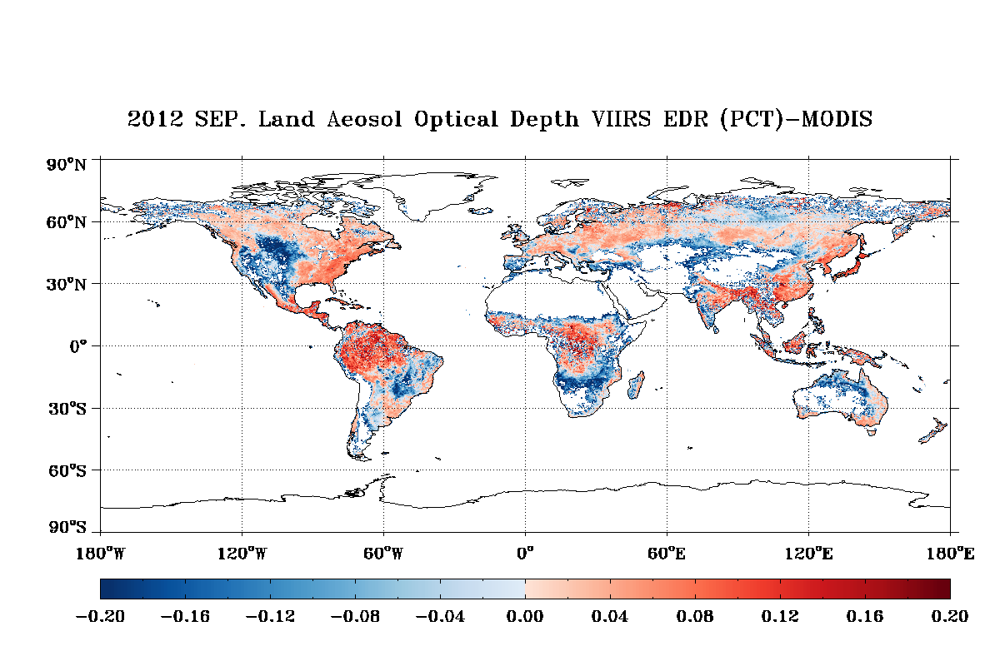 2012 SEP. Land Aeosol Optical Depth VIIRS EDR (PCT)−MODIS
90°N
60°N
30°N
0°
30°S
60°S
90°S
180°W 120°W 60°W 0° 60°E 120°E 180°E
−0.20 −0.16 −0.12 −0.08 −0.04 0.00 0.04 0.08 0.12 0.16 0.20